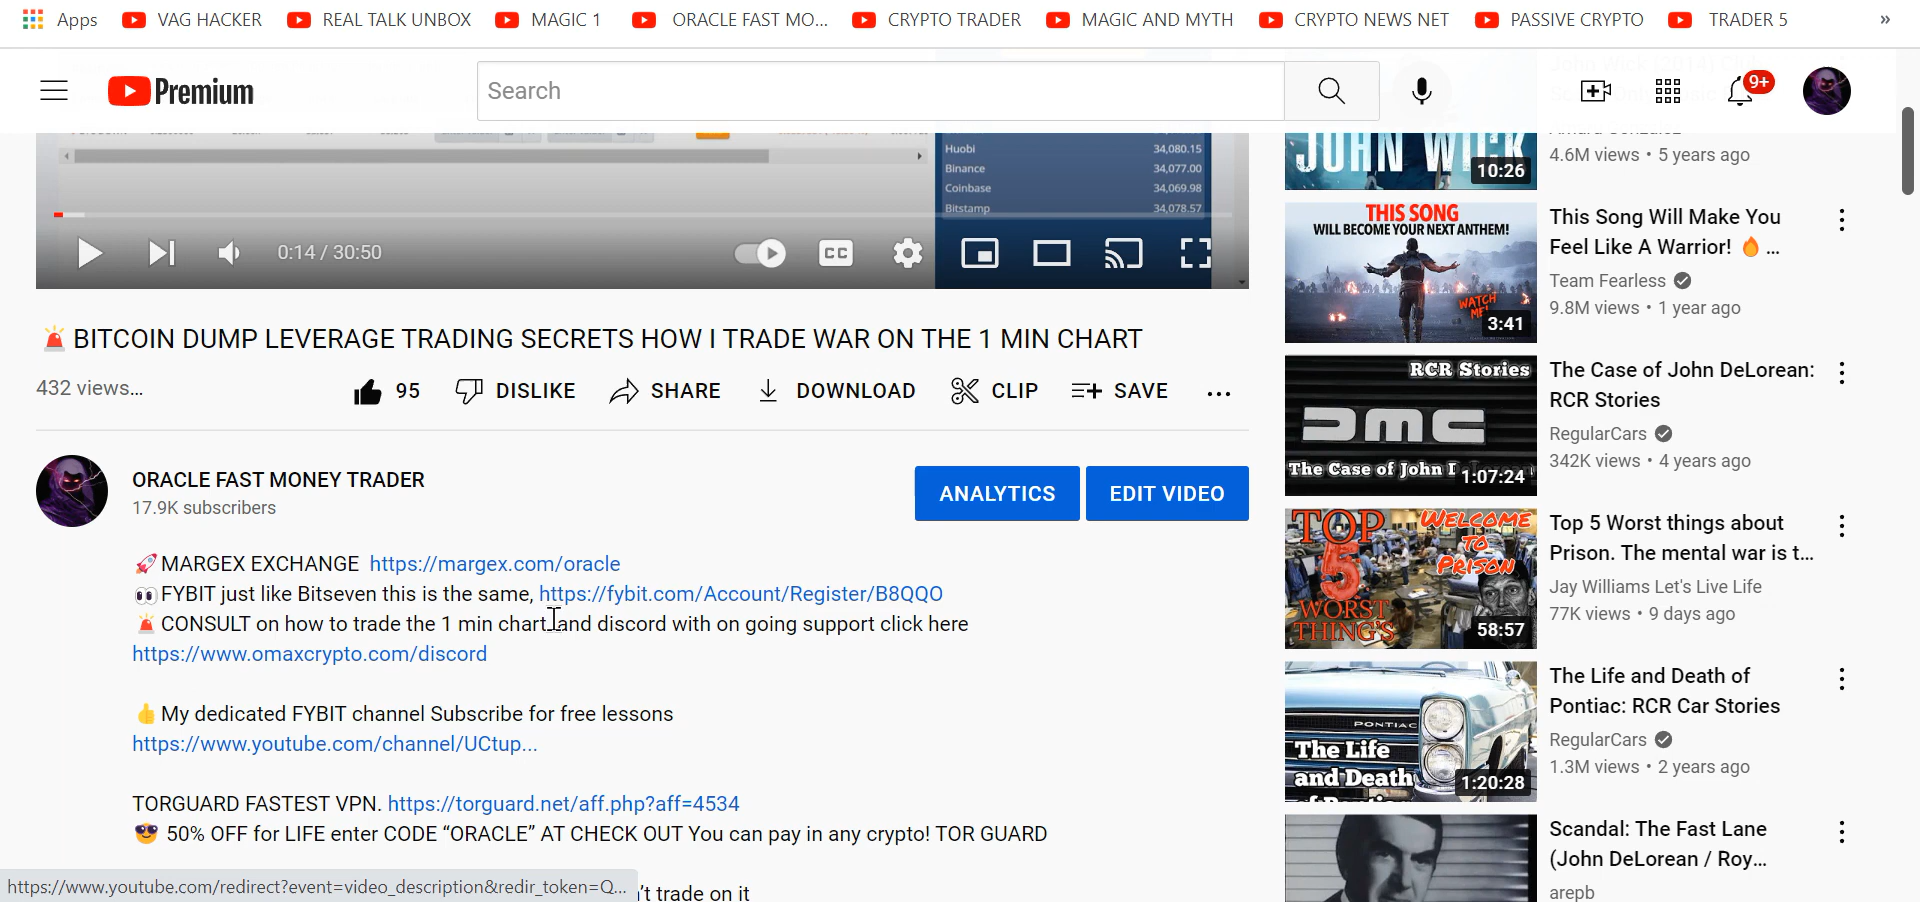 Apps VAG HACKER REAL TALK UNBOX MAGIC 1 ORACLE FAST MO... CRYPTO TRADER MAGIC AND MYTH CRYPTO NEWS NET PASSIVE CRYPTO TRADER 5 »
Premium Search 9+
Huobi 34,080.15
Binance 34,077.00
Coinbase 34,069.98
Bitstamp 34,078.57
0:14 / 30:50 CC
🚨 BITCOIN DUMP LEVERAGE TRADING SECRETS HOW I TRADE WAR ON THE 1 MIN CHART
432 views... 95 DISLIKE SHARE DOWNLOAD CLIP SAVE ...
ORACLE FAST MONEY TRADER
17.9K subscribers
ANALYTICS EDIT VIDEO
🚀MARGEX EXCHANGE https://margex.com/oracle
👀FYBIT just like Bitseven this is the same, https://fybit.com/Account/Register/B8QQO
🚨CONSULT on how to trade the 1 min chart and discord with on going support click here
https://www.omaxcrypto.com/discord
👍My dedicated FYBIT channel Subscribe for free lessons
https://www.youtube.com/channel/UCtup...
TORGUARD FASTEST VPN. https://torguard.net/aff.php?aff=4534
😎 50% OFF for LIFE enter CODE “ORACLE” AT CHECK OUT You can pay in any crypto! TOR GUARD
't trade on it
https://www.youtube.com/redirect?event=video_description&redir_token=Q...
JOHN WICK
10:26
4.6M views • 5 years ago
THIS SONG
WILL BECOME YOUR NEXT ANTHEM!
WATCH
ME!
3:41
This Song Will Make You
Feel Like A Warrior! 🔥 ...
Team Fearless
9.8M views • 1 year ago
RCR Stories
DMC
The Case of John D
1:07:24
The Case of John DeLorean:
RCR Stories
RegularCars
342K views • 4 years ago
TOP
5
WORST
THING'S
WELCOME
TO
PRISON
58:57
Top 5 Worst things about
Prison. The mental war is t...
Jay Williams Let's Live Life
77K views • 9 days ago
PONTIAC
The Life
and Death
1:20:28
The Life and Death of
Pontiac: RCR Car Stories
RegularCars
1.3M views • 2 years ago
Scandal: The Fast Lane
(John DeLorean / Roy...
arepb